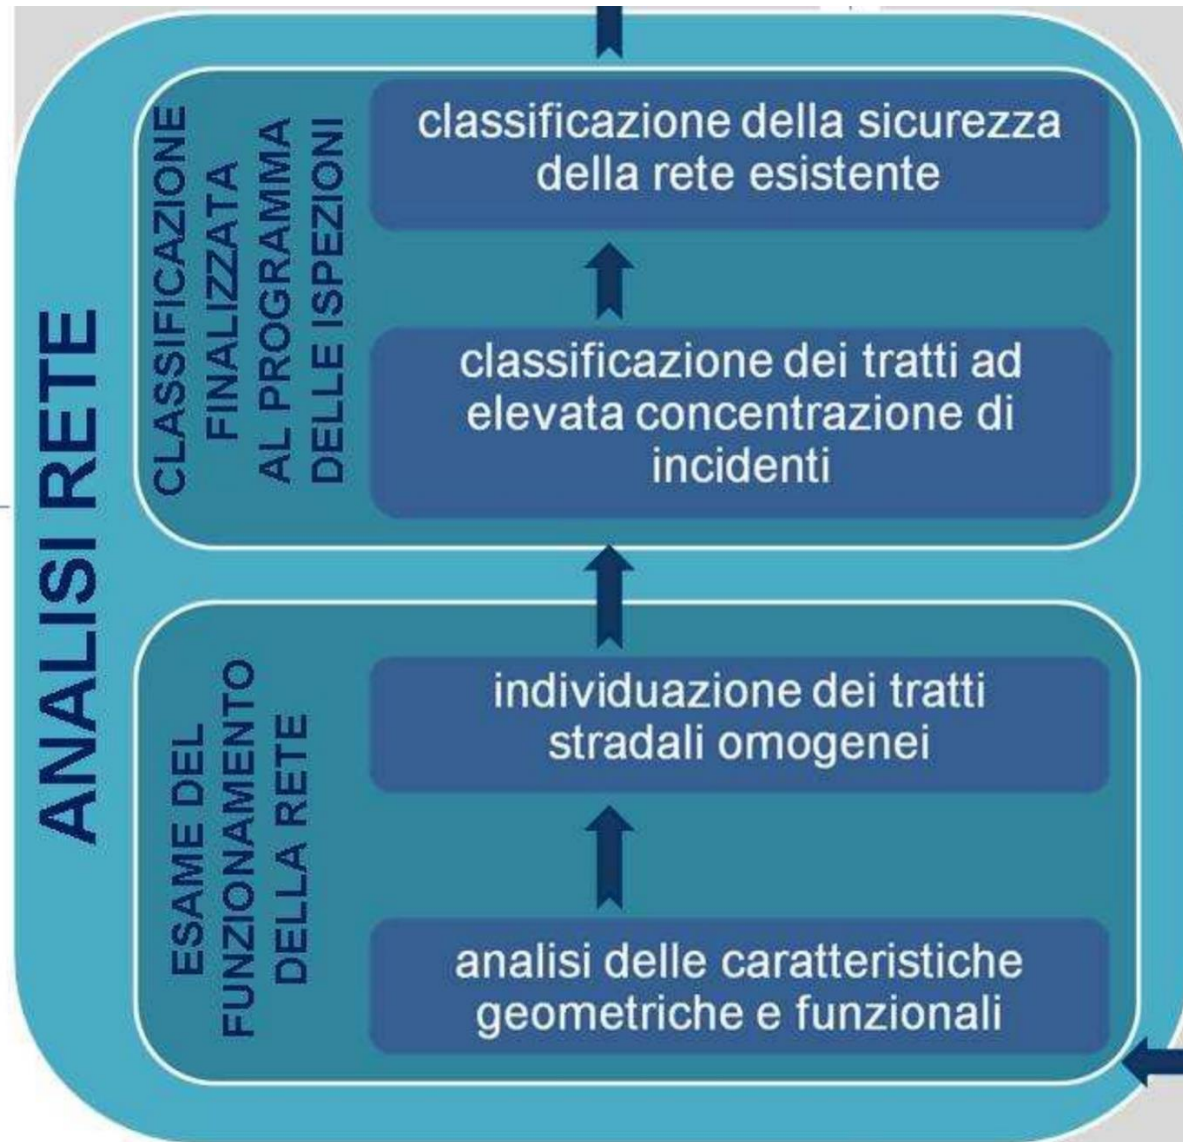 ANALISI RETE
CLASSIFICAZIONE
FINALIZZATA
AL PROGRAMMA
DELLE ISPEZIONI
classificazione della sicurezza
della rete esistente
classificazione dei tratti ad
elevata concentrazione di
incidenti
ESAME DEL
FUNZIONAMENTO
DELLA RETE
individuazione dei tratti
stradali omogenei
analisi delle caratteristiche
geometriche e funzionali